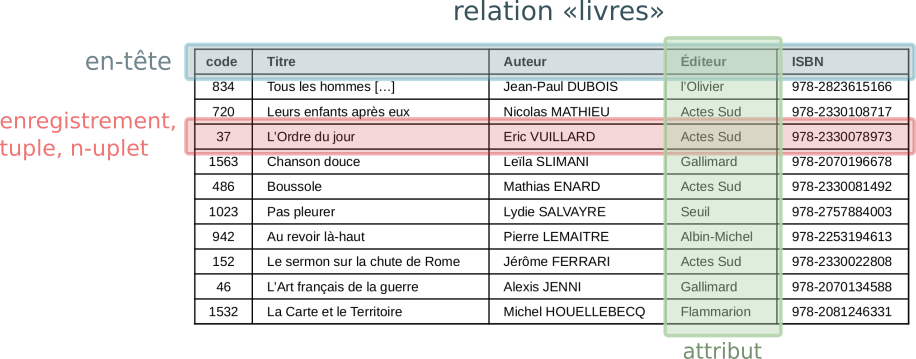 relation «livres»
en-tête
code Titre Auteur Éditeur ISBN
834 Tous les hommes […] Jean-Paul DUBOIS l’Olivier 978-2823615166
720 Leurs enfants après eux Nicolas MATHIEU Actes Sud 978-2330108717
enregistrement,
tuple, n-uplet
37 L’Ordre du jour Eric VUILLARD Actes Sud 978-2330078973
1563 Chanson douce Leïla SLIMANI Gallimard 978-2070196678
486 Boussole Mathias ENARD Actes Sud 978-2330081492
1023 Pas pleurer Lydie SALVAYRE Seuil 978-2757884003
942 Au revoir là-haut Pierre LEMAITRE Albin-Michel 978-2253194613
152 Le sermon sur la chute de Rome Jérôme FERRARI Actes Sud 978-2330022808
46 L’Art français de la guerre Alexis JENNI Gallimard 978-2070134588
1532 La Carte et le Territoire Michel HOUELLEBECQ Flammarion 978-2081246331
attribut